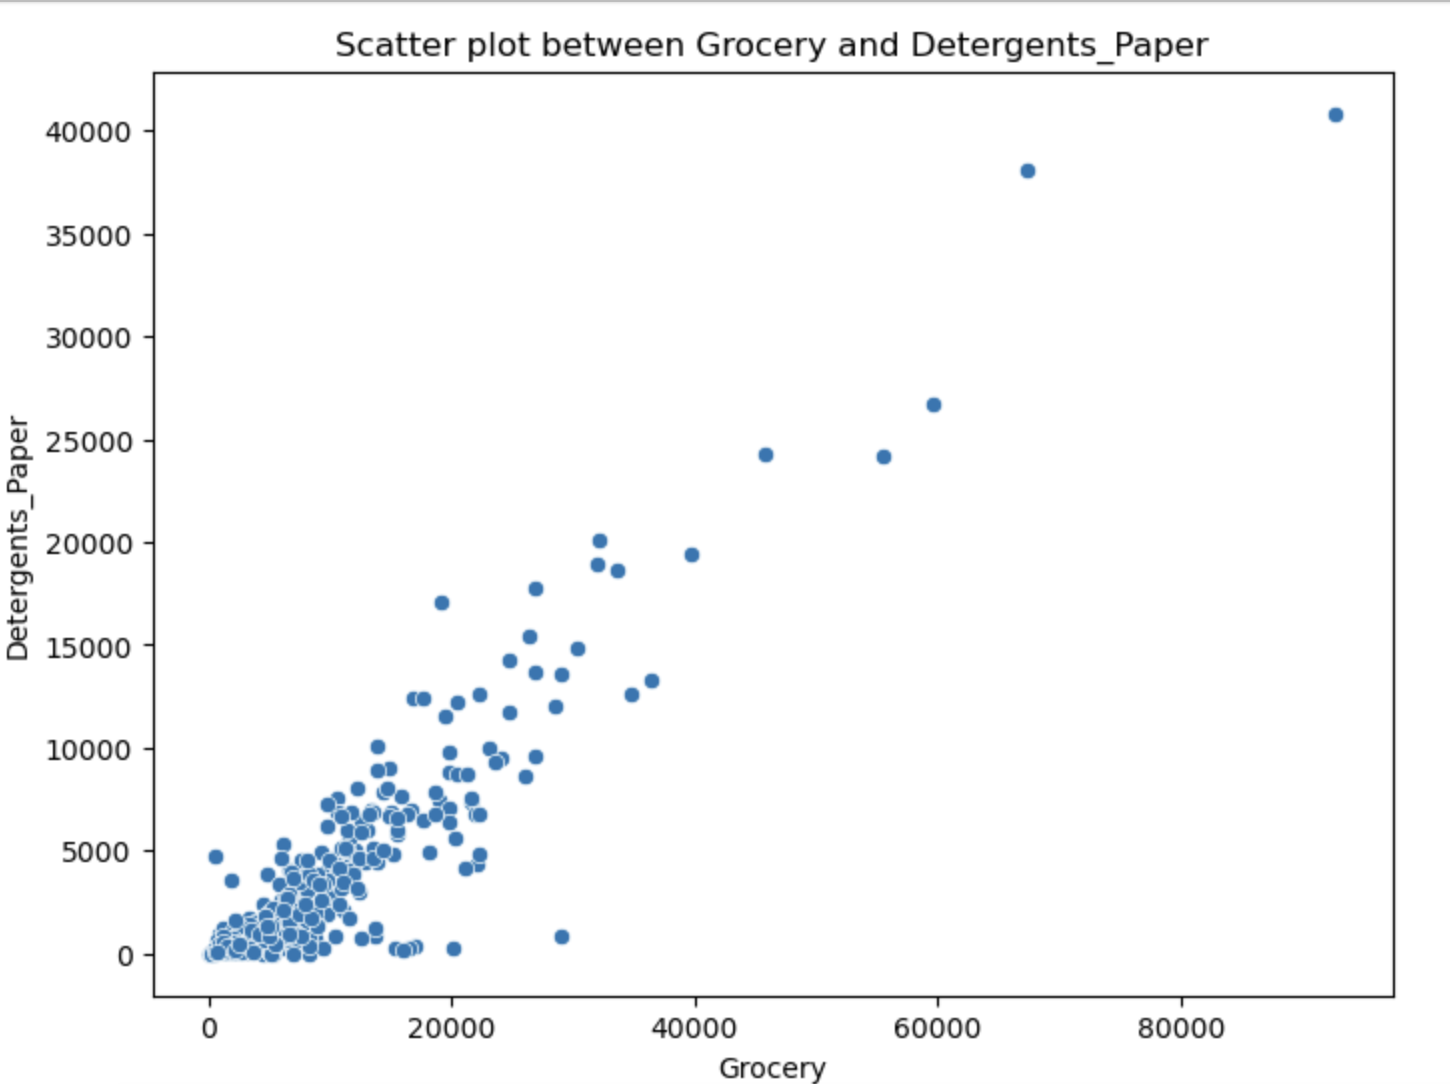 Scatter plot between Grocery and Detergents_Paper
40000
35000
30000
25000
20000
15000
10000
5000
0
Detergents_Paper
0 20000 40000 60000 80000
Grocery